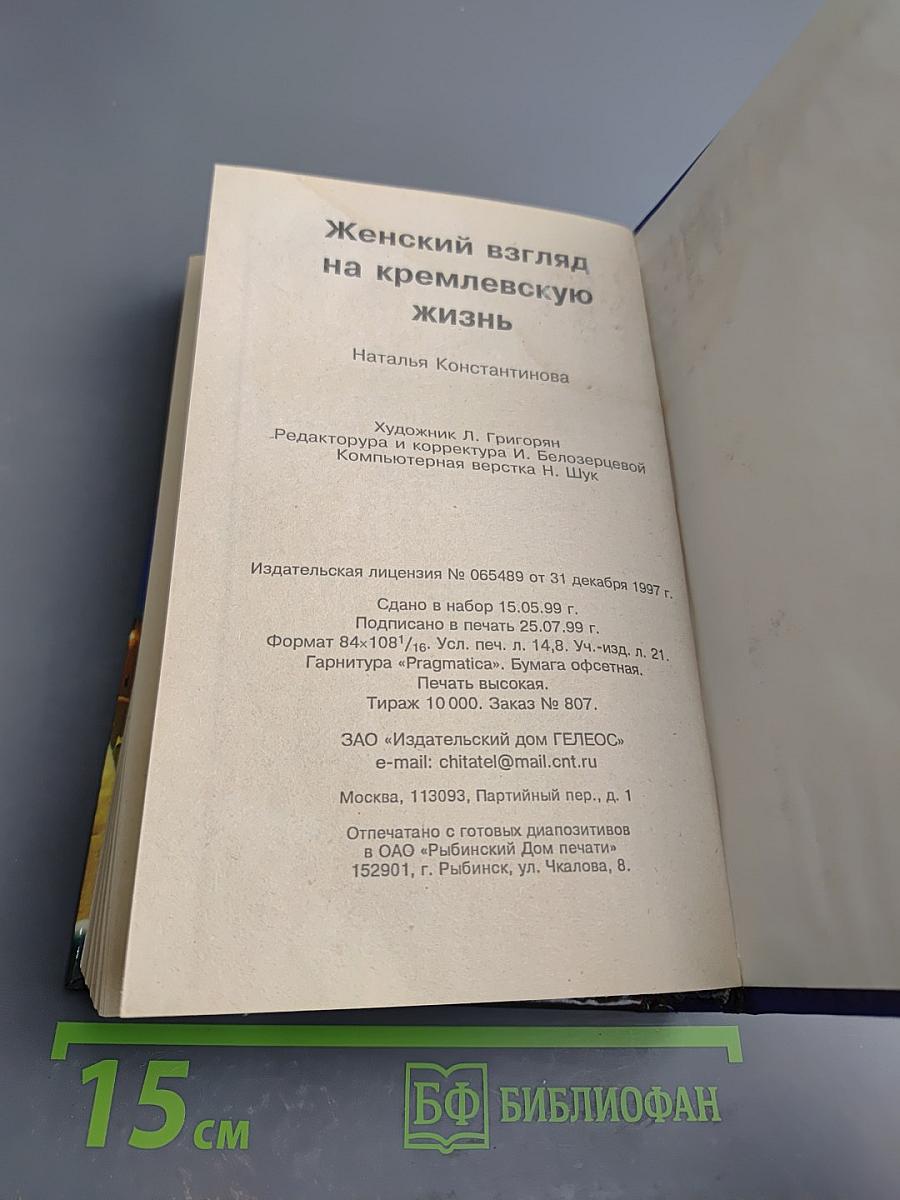 Женский взгляд
на кремлевскую
жизнь
Наталья Константинова
Художник Л. Григорян
Редакторура и корректура И. Белозерцевой
Компьютерная верстка Н. Шук
Издательская лицензия № 065489 от 31 декабря 1997 г.
Сдано в набор 15.05.99 г.
Подписано в печать 25.07.99 г.
Формат 84×108¹/₁₆. Усл. печ. л. 14,8. Уч.-изд. л. 21.
Гарнитура «Pragmatica». Бумага офсетная.
Печать высокая.
Тираж 10 000. Заказ № 807.
ЗАО «Издательский дом ГЕЛЕОС»
e-mail: chitatel@mail.cnt.ru
Москва, 113093, Партийный пер., д. 1
Отпечатано с готовых диапозитивов
в ОАО «Рыбинский Дом печати»
152901, г. Рыбинск, ул. Чкалова, 8.
15 см
БФ БИБЛИОФАН